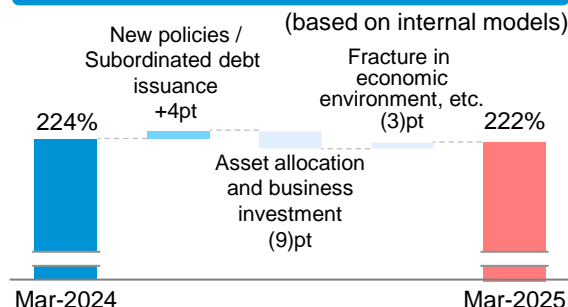 (based on internal models)
New policies /
Subordinated debt
issuance
+4pt
Fracture in
economic
environment, etc.
(3)pt
224%
222%
Asset allocation
and business
investment
(9)pt
Mar-2024
Mar-2025